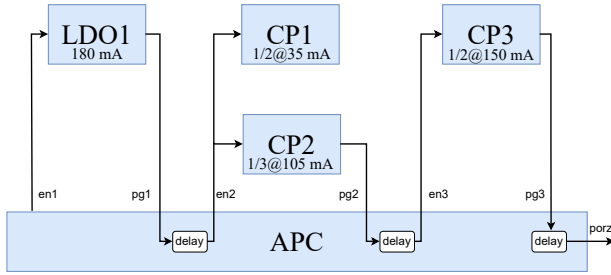 LDO1
180 mA
CP1
1/2@35 mA
CP3
1/2@150 mA
CP2
1/3@105 mA
en1
pg1
en2
pg2
en3
pg3
porz
delay
APC
delay
delay